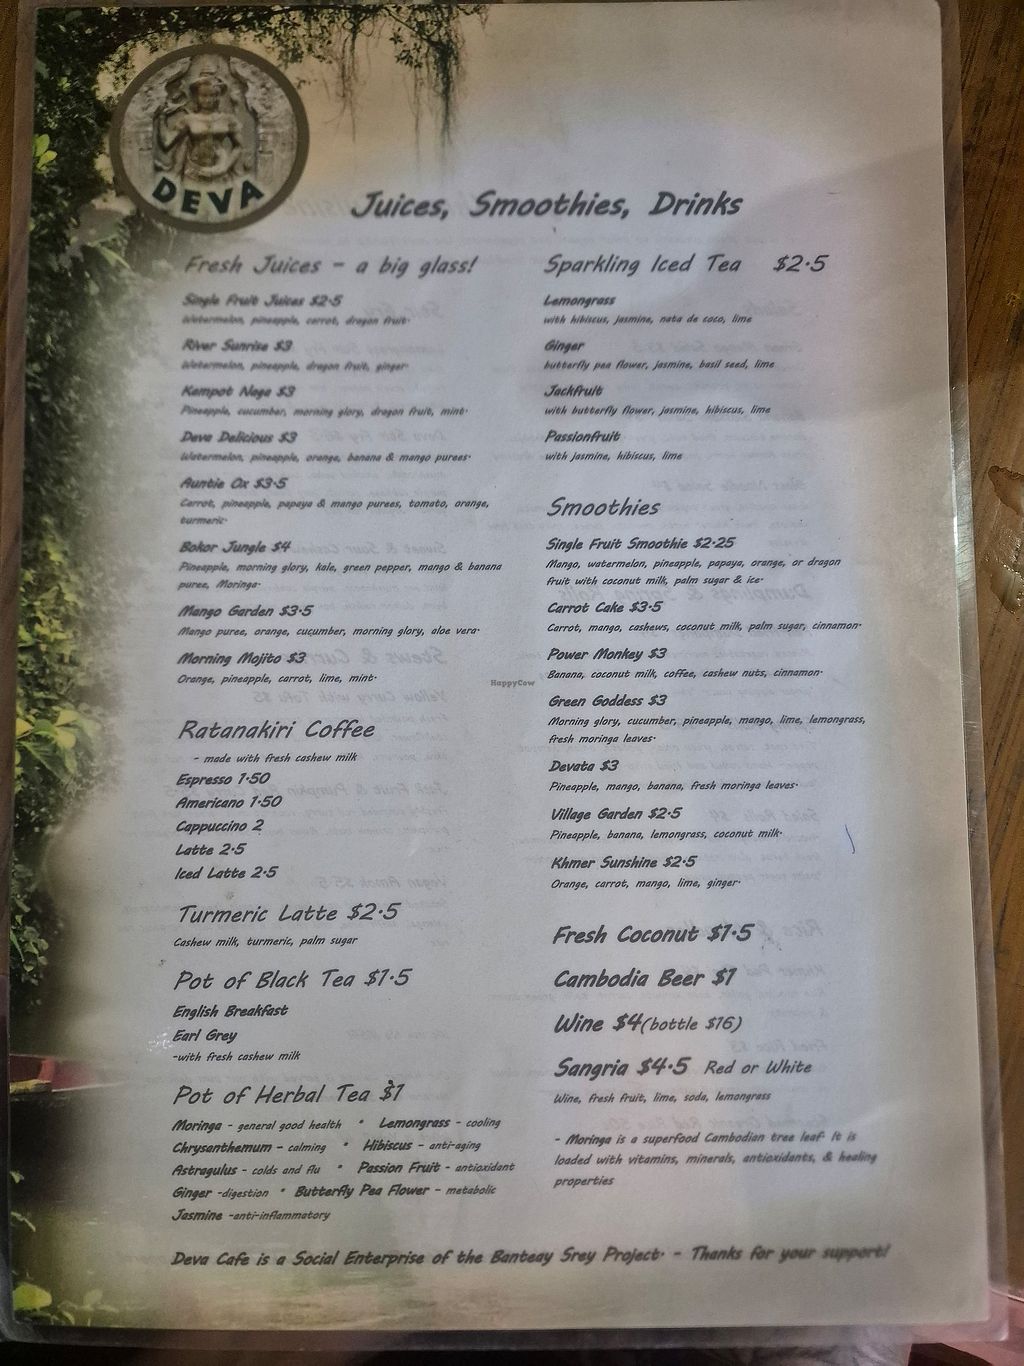 DEVA
Juices, Smoothies, Drinks
Fresh Juices - a big glass!
Single Fruit Juices $2.5
Watermelon, pineapple, carrot, dragon fruit.
River Sunrise $3
Watermelon, pineapple, dragon fruit, ginger.
Kampot Naga $3
Pineapple, cucumber, morning glory, dragon fruit, mint.
Deva Delicious $3
Watermelon, pineapple, orange, banana & mango purees.
Auntie Ox $3.5
Carrot, pineapple, papaya & mango purees, tomato, orange,
turmeric.
Bokor Jungle $4
Pineapple, morning glory, kale, green pepper, mango & banana
puree, Moringa.
Mango Garden $3.5
Mango puree, orange, cucumber, morning glory, aloe vera.
Morning Mojito $3
Orange, pineapple, carrot, lime, mint.
Ratanakiri Coffee
- made with fresh cashew milk
Espresso 1.50
Americano 1.50
Cappuccino 2
Latte 2.5
Iced Latte 2.5
Turmeric Latte $2.5
Cashew milk, turmeric, palm sugar
Pot of Black Tea $1.5
English Breakfast
Earl Grey
-with fresh cashew milk
Pot of Herbal Tea $1
Moringa - general good health • Lemongrass - cooling
Chrysanthemum - calming • Hibiscus - anti-aging
Astragulus - colds and flu • Passion Fruit - antioxidant
Ginger -digestion • Butterfly Pea Flower - metabolic
Jasmine -anti-inflammatory
Sparkling Iced Tea $2.5
Lemongrass
with hibiscus, jasmine, nata de coco, lime
Ginger
butterfly pea flower, jasmine, basil seed, lime
Jackfruit
with butterfly flower, jasmine, hibiscus, lime
Passionfruit
with jasmine, hibiscus, lime
Smoothies
Single Fruit Smoothie $2.25
Mango, watermelon, pineapple, papaya, orange, or dragon
fruit with coconut milk, palm sugar & ice.
Carrot Cake $3.5
Carrot, mango, cashews, coconut milk, palm sugar, cinnamon.
Power Monkey $3
Banana, coconut milk, coffee, cashew nuts, cinnamon.
Green Goddess $3
Morning glory, cucumber, pineapple, mango, lime, lemongrass,
fresh moringa leaves.
Devata $3
Pineapple, mango, banana, fresh moringa leaves.
Village Garden $2.5
Pineapple, banana, lemongrass, coconut milk.
Khmer Sunshine $2.5
Orange, carrot, mango, lime, ginger.
Fresh Coconut $1.5
Cambodia Beer $1
Wine $4(bottle $16)
Sangria $4.5 Red or White
Wine, fresh fruit, lime, soda, lemongrass
- Moringa is a superfood Cambodian tree leaf. It is
loaded with vitamins, minerals, antioxidants, & healing
properties
Deva Cafe is a Social Enterprise of the Banteay Srey Project. - Thanks for your support!
HappyCow